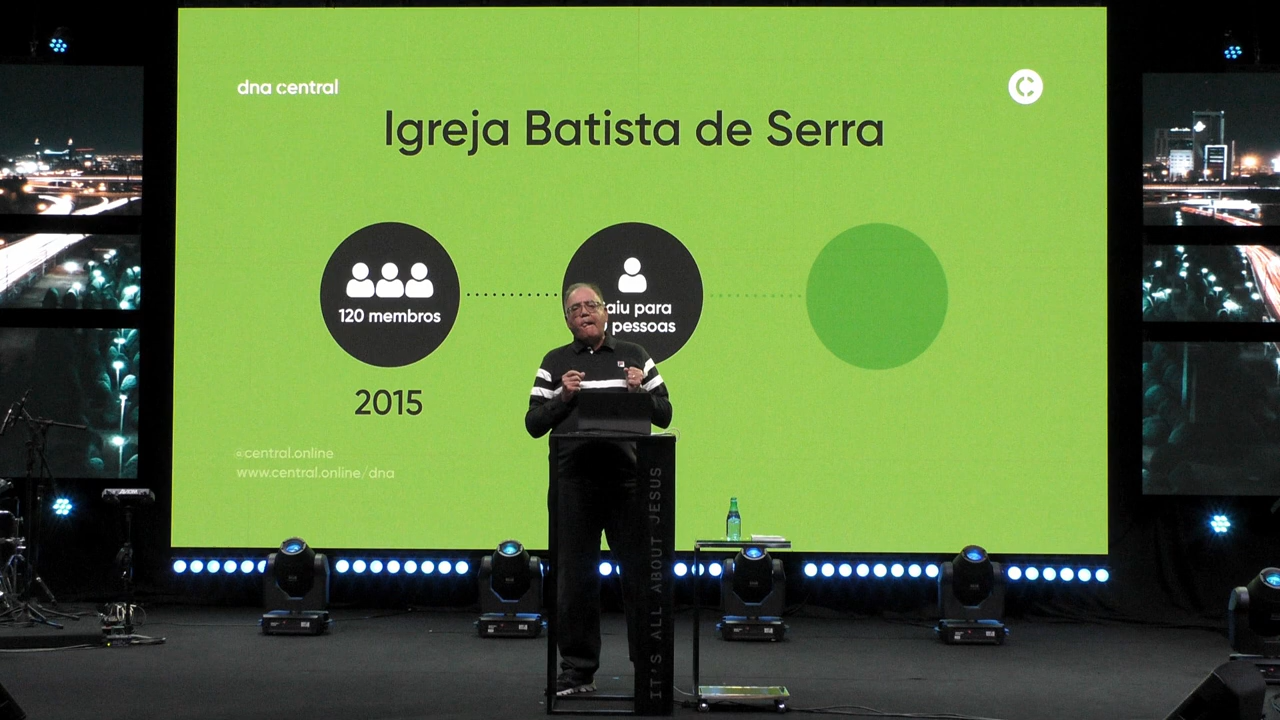 dna central
Igreja Batista de Serra
120 membros
aiu para
pessoas
2015
central.online
www.central.online/dna
IT'S ALL ABOUT JESUS